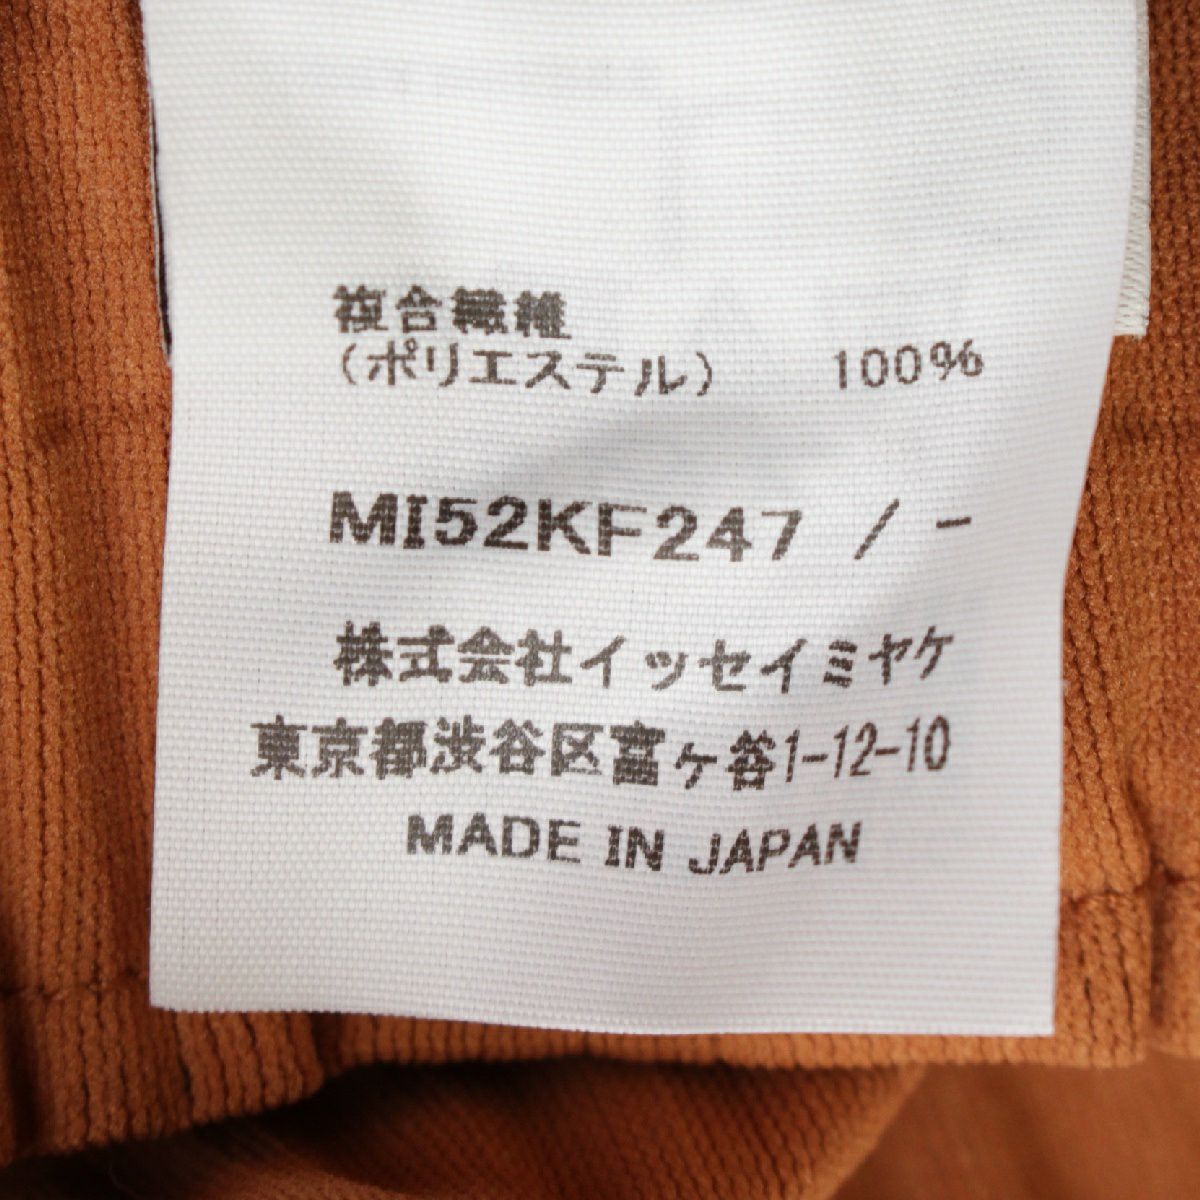 複合繊維
(ポリエステル) 100%
MI52KF247 / -
株式会社イッセイミヤケ
東京都渋谷区富ヶ谷1-12-10
MADE IN JAPAN